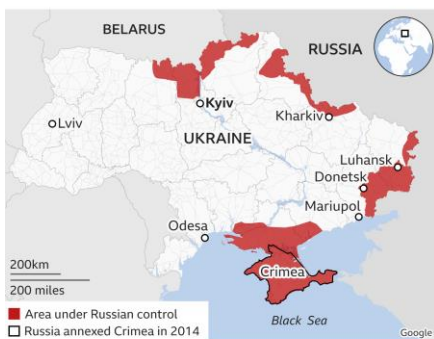 BELARUS
RUSSIA
Kyiv
Lviv
Kharkiv
UKRAINE
Luhansk
Donetsk
Mariupol
Odesa
200km
200 miles
Crimea
Area under Russian control
Black Sea
Russia annexed Crimea in 2014
Google